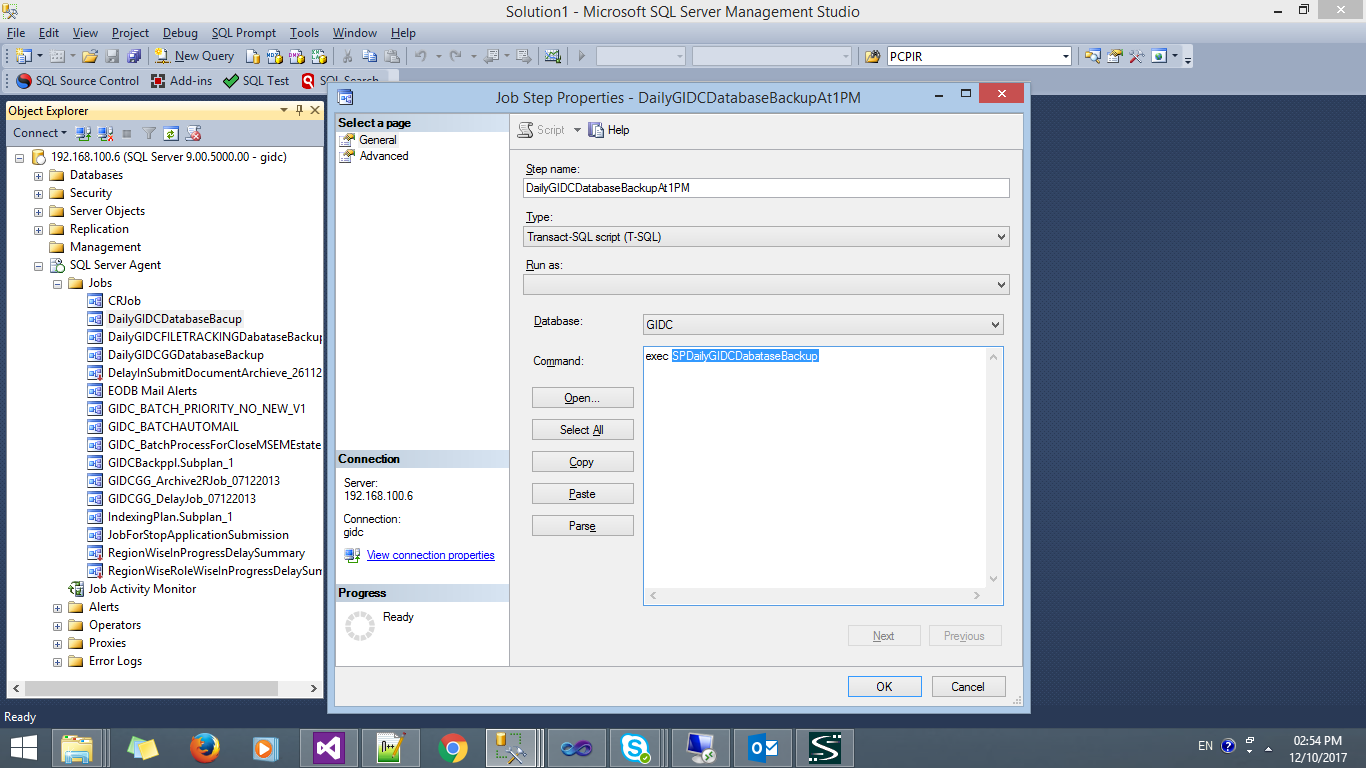 Solution1 - Microsoft SQL Server Management Studio
File Edit View Project Debug SQL Prompt Tools Window Help
New Query PCPIR
SQL Source Control Add-ins SQL Test SQL Search
Object Explorer
Connect
192.168.100.6 (SQL Server 9.00.5000.00 - gidc)
Databases
Security
Server Objects
Replication
Management
SQL Server Agent
Jobs
CRJob
DailyGIDCDatabaseBacup
DailyGIDCFILETRACKINGDabataseBackup
DailyGIDCGGDatabaseBackup
DelayInSubmitDocumentArchieve_26112
EODB Mail Alerts
GIDC_BATCH_PRIORITY_NO_NEW_V1
GIDC_BATCHAUTOMAIL
GIDC_BatchProcessForCloseMSEMEstate
GIDCBackppl.Subplan_1
GIDCGG_Archive2RJob_07122013
GIDCGG_DelayJob_07122013
IndexingPlan.Subplan_1
JobForStopApplicationSubmission
RegionWiseInProgressDelaySummary
RegionWiseRoleWiseInProgressDelaySum
Job Activity Monitor
Alerts
Operators
Proxies
Error Logs
Ready
Job Step Properties - DailyGIDCDatabaseBackupAt1PM
Select a page
General
Advanced
Connection
Server:
192.168.100.6
Connection:
gidc
View connection properties
Progress
Ready
Script Help
Step name:
DailyGIDCDatabaseBackupAt1PM
Type:
Transact-SQL script (T-SQL)
Run as:
Database: GIDC
Command: exec SPDailyGIDCDabataseBackup
Open...
Select All
Copy
Paste
Parse
Next Previous
OK Cancel
EN 02:54 PM
12/10/2017